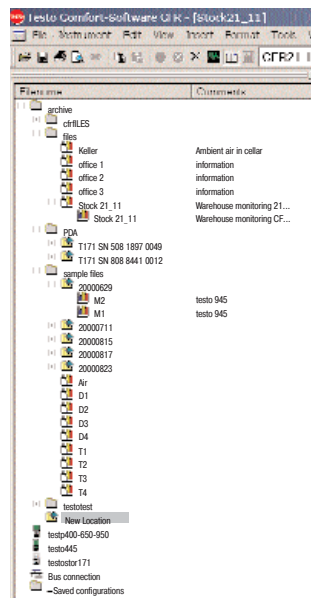 Testo Comfort-Software CFR - [Stock21_11]
File Instrument Edit View Insert Format Tools
CFR21
Filename Comments
archive
cfrfILES
files
Keller Ambient air in cellar
office 1 information
office 2 information
office 3 information
Stock 21_11 Warehouse monitoring 21...
Stock 21_11 Warehouse monitoring CF...
PDA
T171 SN 508 1897 0049
T171 SN 808 8441 0012
sample files
20000629
M2 testo 945
M1 testo 945
20000711
20000815
20000817
20000823
Air
D1
D2
D3
D4
T1
T2
T3
T4
testotest
New Location
testp400-650-950
testo445
testostor171
Bus connection
–Saved configurations